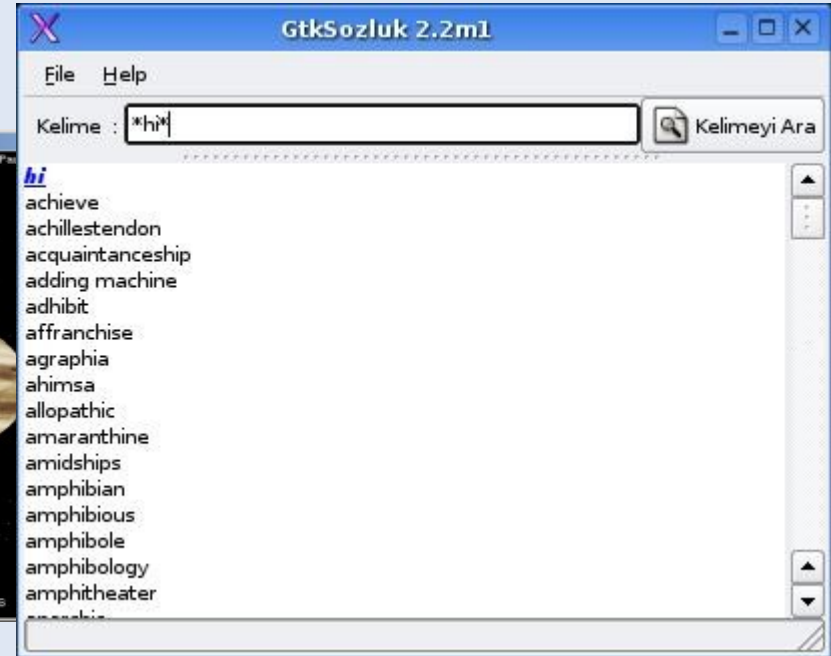 GtkSozluk 2.2m1
File Help
Kelime : *hi* Kelimeyi Ara
hi
achieve
achillestendon
acquaintanceship
adding machine
adhibit
affranchise
agraphia
ahimsa
allopathic
amaranthine
amidships
amphibian
amphibious
amphibole
amphibology
amphitheater